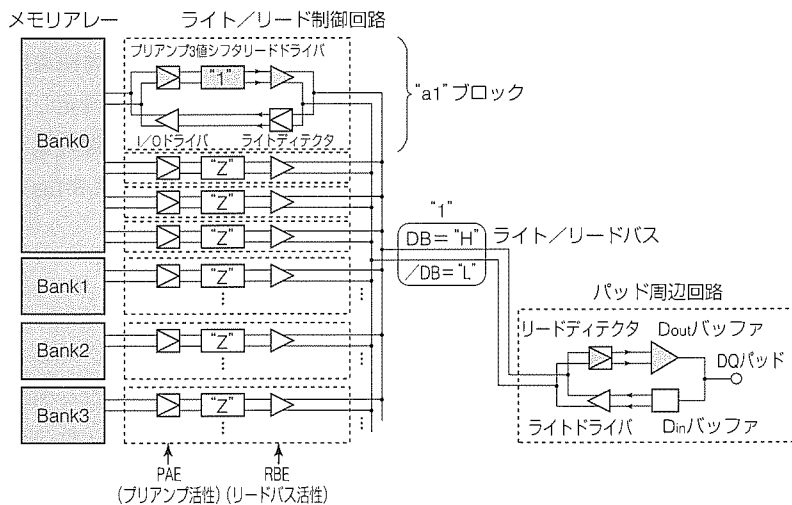 メモリアレー
ライト／リード制御回路
プリアンプ3値シフタリードドライバ
"1"
"a1"ブロック
Bank0
I／Oドライバ
ライトディテクタ
"Z"
"Z"
"Z"
"1"
DB＝"H"
／DB＝"L"
ライト／リードバス
Bank1
"Z"
パッド周辺回路
Bank2
"Z"
リードディテクタ
Doutバッファ
DQパッド
Bank3
"Z"
ライトドライバ
Dinバッファ
PAE
(プリアンプ活性)
RBE
(リードバス活性)